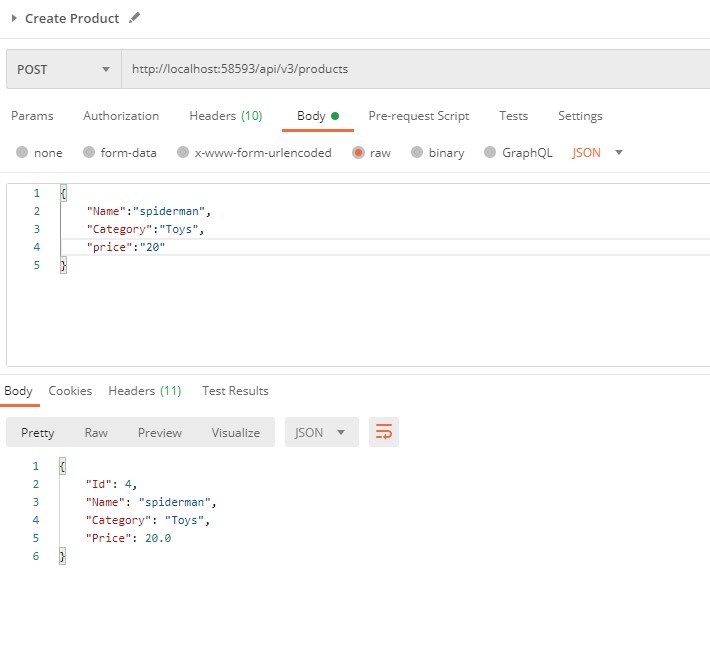 Create Product
POST http://localhost:58593/api/v3/products
Params Authorization Headers (10) Body Pre-request Script Tests Settings
none form-data x-www-form-urlencoded raw binary GraphQL JSON
1 {
2 "Name":"spiderman",
3 "Category":"Toys",
4 "price":"20"
5 }
Body Cookies Headers (11) Test Results
Pretty Raw Preview Visualize JSON
1 {
2 "Id": 4,
3 "Name": "spiderman",
4 "Category": "Toys",
5 "Price": 20.0
6 }